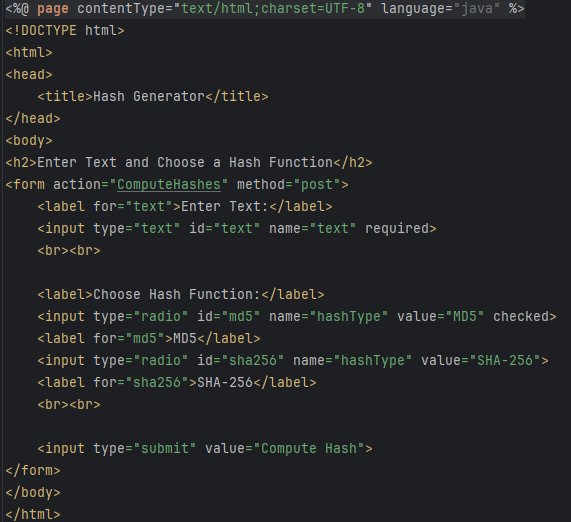 <%@ page contentType="text/html;charset=UTF-8" language="java" %>
<!DOCTYPE html>
<html>
<head>
    <title>Hash Generator</title>
</head>
<body>
<h2>Enter Text and Choose a Hash Function</h2>
<form action="ComputeHashes" method="post">
    <label for="text">Enter Text:</label>
    <input type="text" id="text" name="text" required>
    <br><br>

    <label>Choose Hash Function:</label>
    <input type="radio" id="md5" name="hashType" value="MD5" checked>
    <label for="md5">MD5</label>
    <input type="radio" id="sha256" name="hashType" value="SHA-256">
    <label for="sha256">SHA-256</label>
    <br><br>

    <input type="submit" value="Compute Hash">
</form>
</body>
</html>